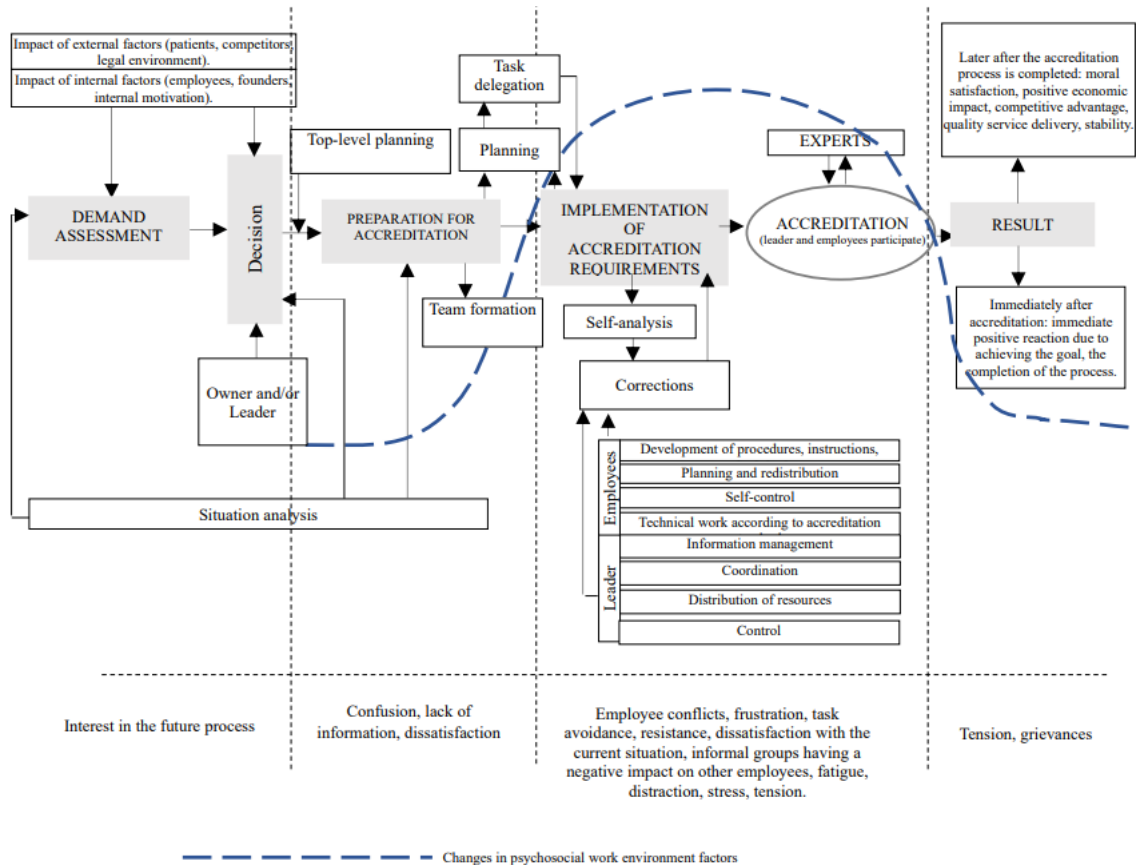 Impact of external factors (patients, competitors,
legal environment).
Impact of internal factors (employees, founders,
internal motivation).
DEMAND
ASSESSMENT
Decision
Owner and/or
Leader
Situation analysis
Top-level planning
PREPARATION FOR
ACCREDITATION
Team formation
Planning
Task
delegation
IMPLEMENTATION
OF
ACCREDITATION
REQUIREMENTS
Self-analysis
Corrections
Employees
Development of procedures, instructions,
Planning and redistribution
Self-control
Technical work according to accreditation
Leader
Information management
Coordination
Distribution of resources
Control
EXPERTS
ACCREDITATION
(leader and employees participate)
Later after the accreditation
process is completed: moral
satisfaction, positive economic
impact, competitive advantage,
quality service delivery, stability.
RESULT
Immediately after
accreditation: immediate
positive reaction due to
achieving the goal, the
completion of the process.
Interest in the future process
Confusion, lack of
information, dissatisfaction
Employee conflicts, frustration, task
avoidance, resistance, dissatisfaction with the
current situation, informal groups having a
negative impact on other employees, fatigue,
distraction, stress, tension.
Tension, grievances
Changes in psychosocial work environment factors